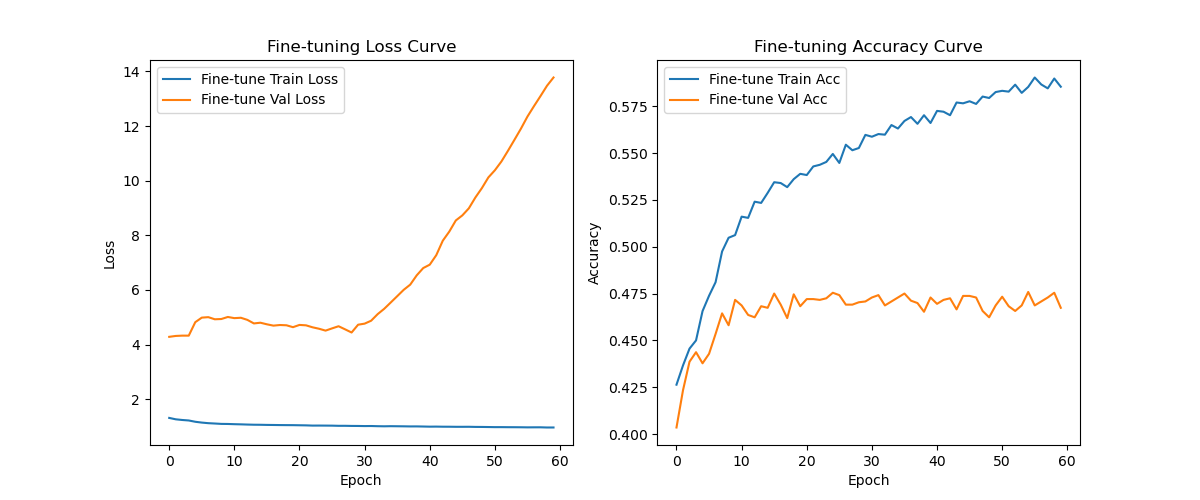 Fine-tuning Loss Curve
Fine-tune Train Loss
Fine-tune Val Loss
14
12
10
8
6
4
2
Loss
0 10 20 30 40 50 60
Epoch
Fine-tuning Accuracy Curve
Fine-tune Train Acc
Fine-tune Val Acc
0.575
0.550
0.525
0.500
0.475
0.450
0.425
0.400
Accuracy
0 10 20 30 40 50 60
Epoch